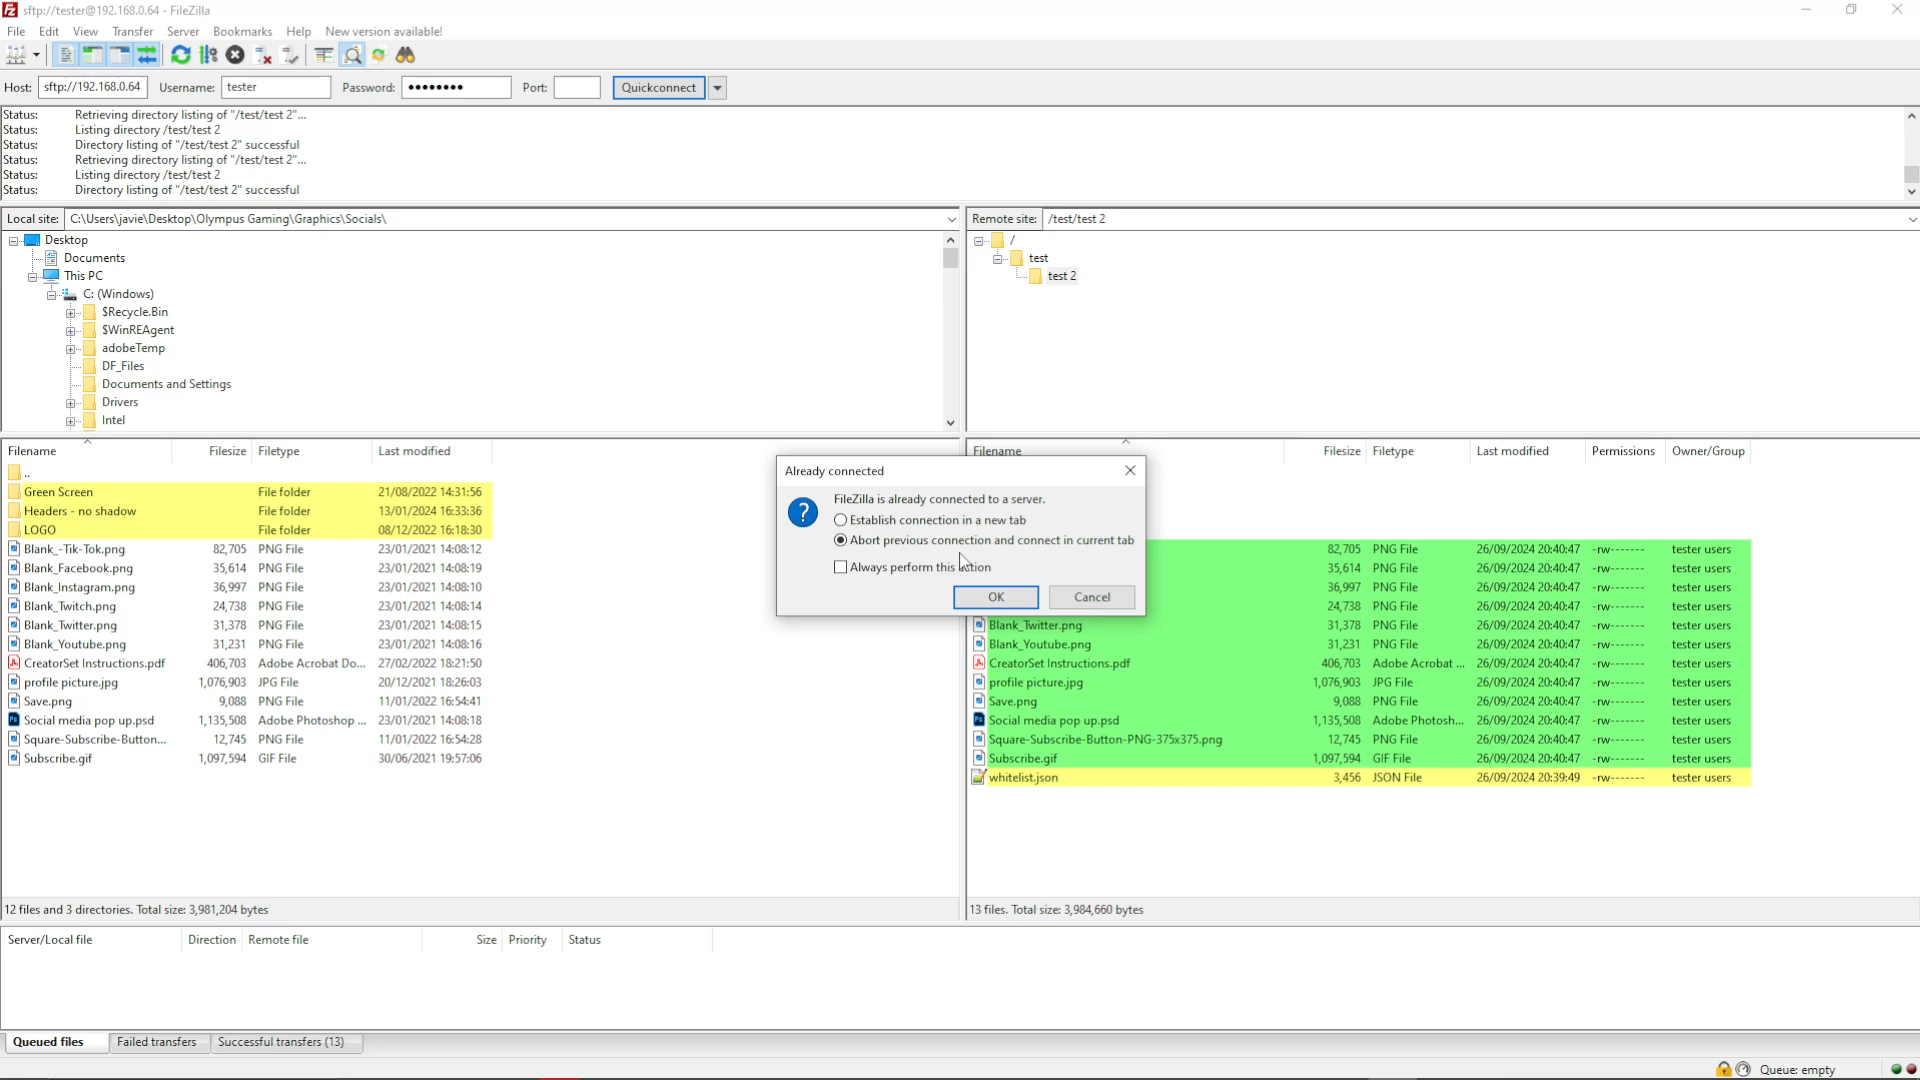 sftp://tester@192.168.0.64 - FileZilla
File Edit View Transfer Server Bookmarks Help New version available!
Host: sftp://192.168.0.64 Username: tester Password: •••••••• Port: Quickconnect
Status: Retrieving directory listing of "/test/test 2"...
Status: Listing directory /test/test 2
Status: Directory listing of "/test/test 2" successful
Status: Retrieving directory listing of "/test/test 2"...
Status: Listing directory /test/test 2
Status: Directory listing of "/test/test 2" successful
Local site: C:\Users\javie\Desktop\Olympus Gaming\Graphics\Socials\
Desktop
Documents
This PC
C: (Windows)
$Recycle.Bin
$WinREAgent
adobeTemp
DF_Files
Documents and Settings
Drivers
Intel
Remote site: /test/test 2
/
test
test 2
Filename Filesize Filetype Last modified
..
Green Screen File folder 21/08/2022 14:31:56
Headers - no shadow File folder 13/01/2024 16:33:36
LOGO File folder 08/12/2022 16:18:30
Blank_-Tik-Tok.png 82,705 PNG File 23/01/2021 14:08:12
Blank_Facebook.png 35,614 PNG File 23/01/2021 14:08:19
Blank_Instagram.png 36,997 PNG File 23/01/2021 14:08:10
Blank_Twitch.png 24,738 PNG File 23/01/2021 14:08:14
Blank_Twitter.png 31,378 PNG File 23/01/2021 14:08:15
Blank_Youtube.png 31,231 PNG File 23/01/2021 14:08:16
CreatorSet Instructions.pdf 406,703 Adobe Acrobat Do... 27/02/2022 18:21:50
profile picture.jpg 1,076,903 JPG File 20/12/2021 18:26:03
Save.png 9,088 PNG File 11/01/2022 16:54:41
Social media pop up.psd 1,135,508 Adobe Photoshop ... 23/01/2021 14:08:18
Square-Subscribe-Button... 12,745 PNG File 11/01/2022 16:54:28
Subscribe.gif 1,097,594 GIF File 30/06/2021 19:57:06
12 files and 3 directories. Total size: 3,981,204 bytes
Already connected
FileZilla is already connected to a server.
Establish connection in a new tab
Abort previous connection and connect in current tab
Always perform this action
OK Cancel
Filename Filesize Filetype Last modified Permissions Owner/Group
82,705 PNG File 26/09/2024 20:40:47 -rw------- tester users
35,614 PNG File 26/09/2024 20:40:47 -rw------- tester users
36,997 PNG File 26/09/2024 20:40:47 -rw------- tester users
24,738 PNG File 26/09/2024 20:40:47 -rw------- tester users
Blank_Twitter.png 31,378 PNG File 26/09/2024 20:40:47 -rw------- tester users
Blank_Youtube.png 31,231 PNG File 26/09/2024 20:40:47 -rw------- tester users
CreatorSet Instructions.pdf 406,703 Adobe Acrobat ... 26/09/2024 20:40:47 -rw------- tester users
profile picture.jpg 1,076,903 JPG File 26/09/2024 20:40:47 -rw------- tester users
Save.png 9,088 PNG File 26/09/2024 20:40:47 -rw------- tester users
Social media pop up.psd 1,135,508 Adobe Photosh... 26/09/2024 20:40:47 -rw------- tester users
Square-Subscribe-Button-PNG-375x375.png 12,745 PNG File 26/09/2024 20:40:47 -rw------- tester users
Subscribe.gif 1,097,594 GIF File 26/09/2024 20:40:47 -rw------- tester users
whitelist.json 3,456 JSON File 26/09/2024 20:39:49 -rw------- tester users
13 files. Total size: 3,984,660 bytes
Server/Local file Direction Remote file Size Priority Status
Queued files Failed transfers Successful transfers (13)
Queue: empty